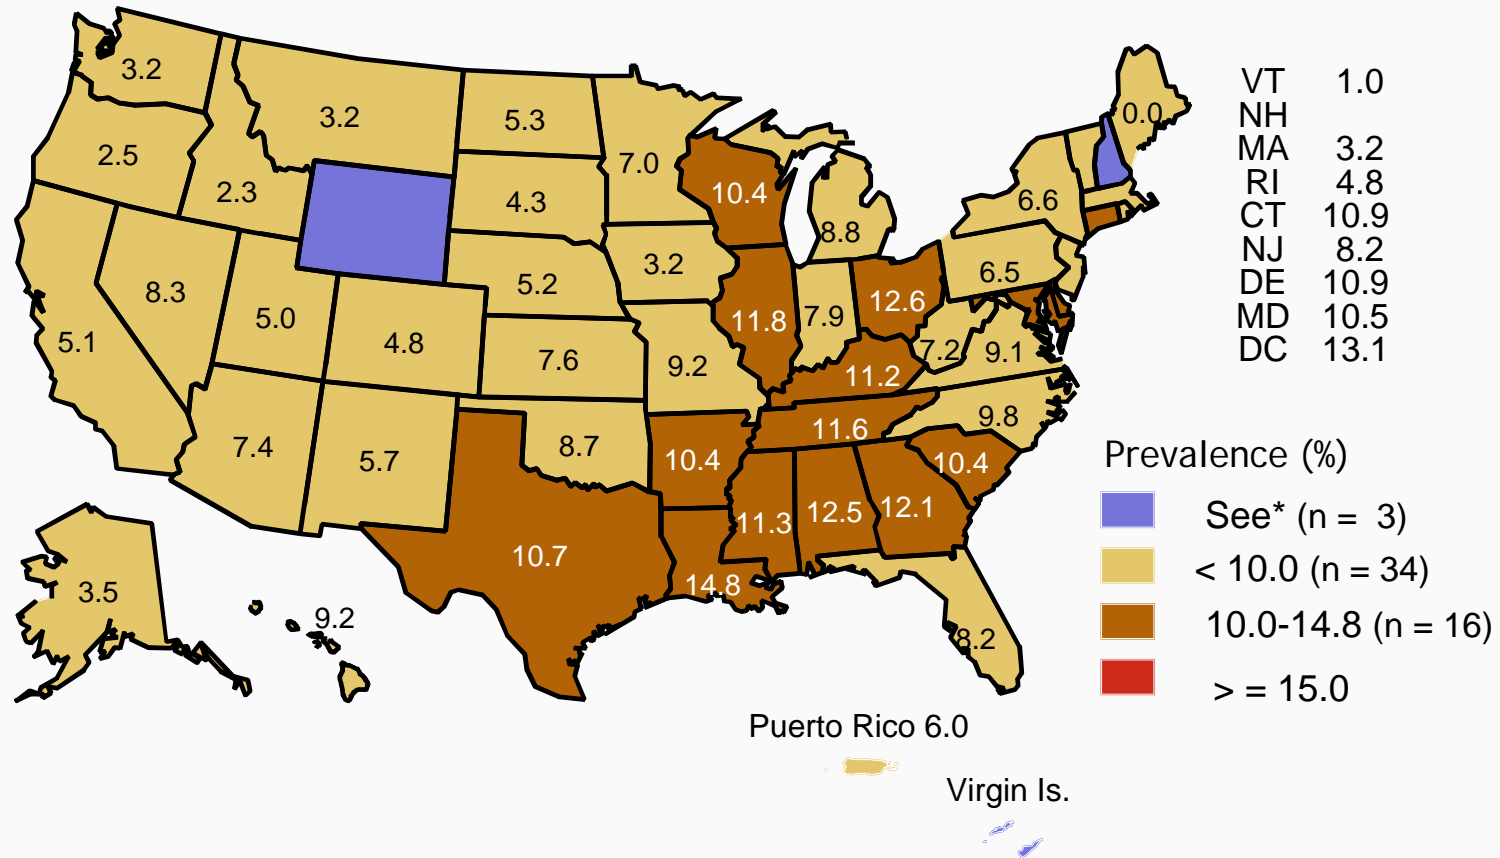 VT 1.0
NH
MA 3.2
RI 4.8
CT 10.9
NJ 8.2
DE 10.9
MD 10.5
DC 13.1
3.2
3.2
5.3
7.0
0.0
2.5
2.3
4.3
10.4
8.8
6.6
8.3
5.0
5.2
3.2
6.5
5.1
4.8
7.6
9.2
11.8
7.9
12.6
7.2
9.1
11.2
7.4
5.7
8.7
10.4
11.6
9.8
10.4
10.7
14.8
11.3
12.5
12.1
8.2
3.5
9.2
Prevalence (%)
See* (n = 3)
< 10.0 (n = 34)
10.0-14.8 (n = 16)
> = 15.0
Puerto Rico 6.0
Virgin Is.